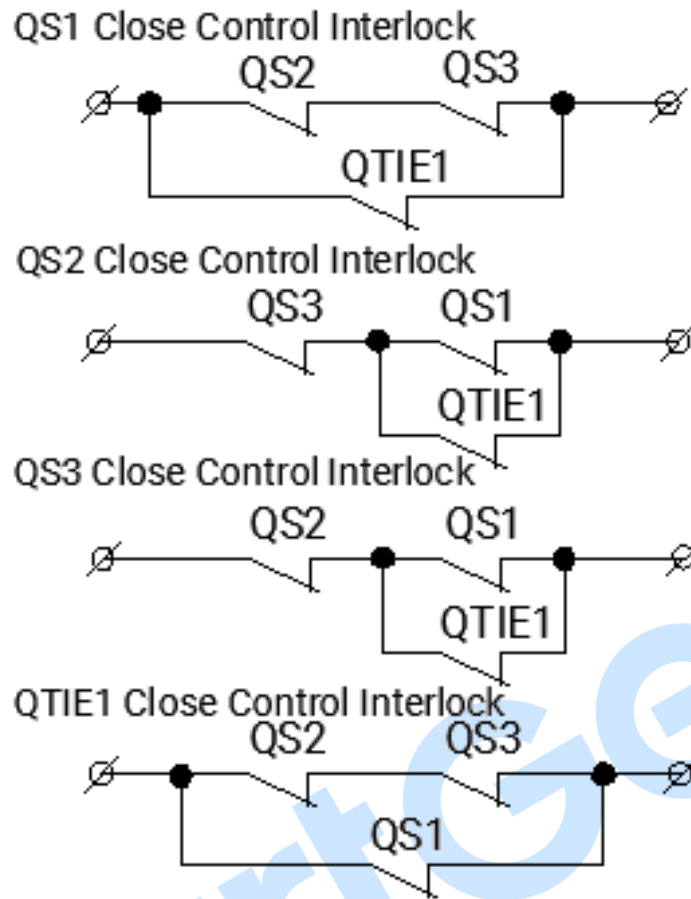 QS1 Close Control Interlock
QS2 QS3
QTIE1
QS2 Close Control Interlock
QS3 QS1
QTIE1
QS3 Close Control Interlock
QS2 QS1
QTIE1
QTIE1 Close Control Interlock
QS2 QS3
QS1